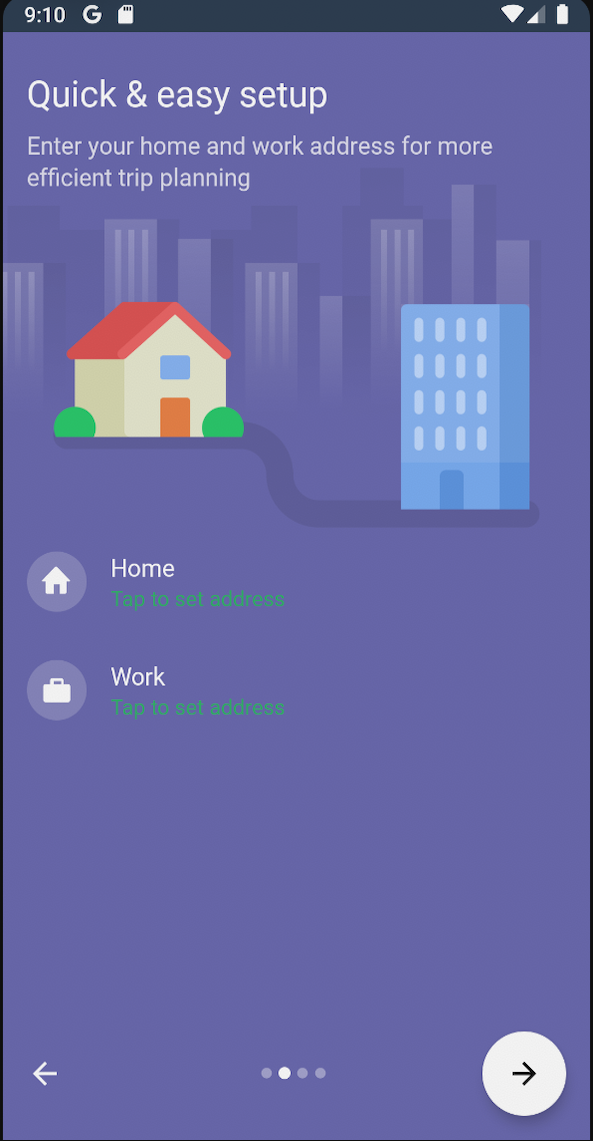 9:10
Quick & easy setup
Enter your home and work address for more
efficient trip planning
Home
Tap to set address
Work
Tap to set address